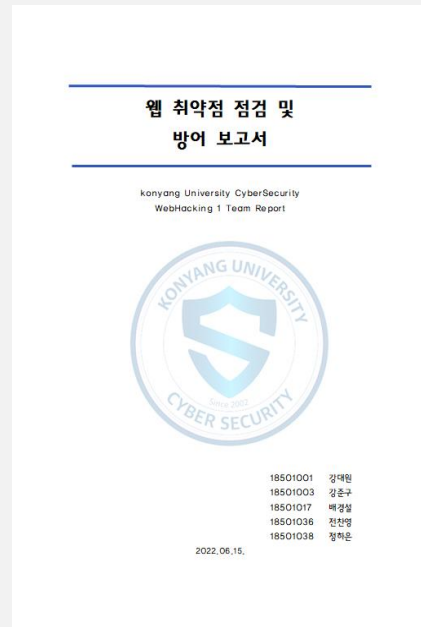 웹 취약점 점검 및
방어 보고서
konyang University CyberSecurity
WebHacking 1 Team Report
KONYANG UNIVERSITY
Since 2002
CYBER SECURITY
18501001 강대원
18501003 강준구
18501017 배경설
18501036 전찬영
18501038 정하은
2022.06.15.